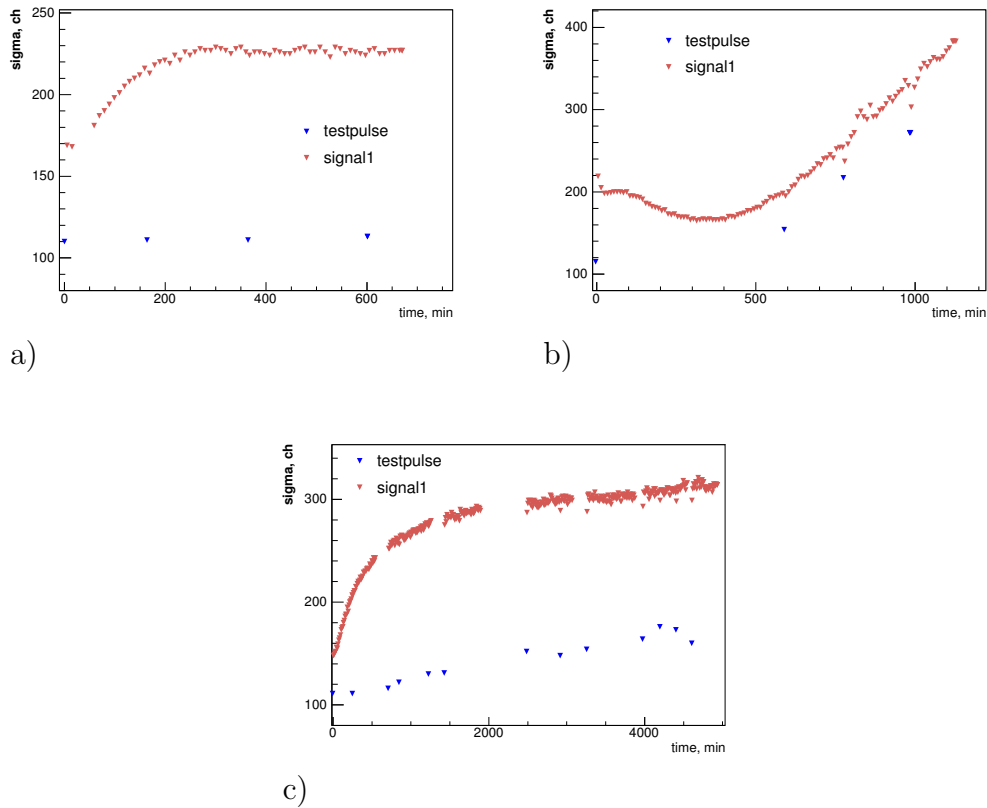 sigma, ch
250
200
150
100
testpulse
signal1
0
200
400
600
time, min
a)
sigma, ch
400
300
200
100
testpulse
signal1
0
500
1000
time, min
b)
sigma, ch
300
200
100
testpulse
signal1
0
2000
4000
time, min
c)